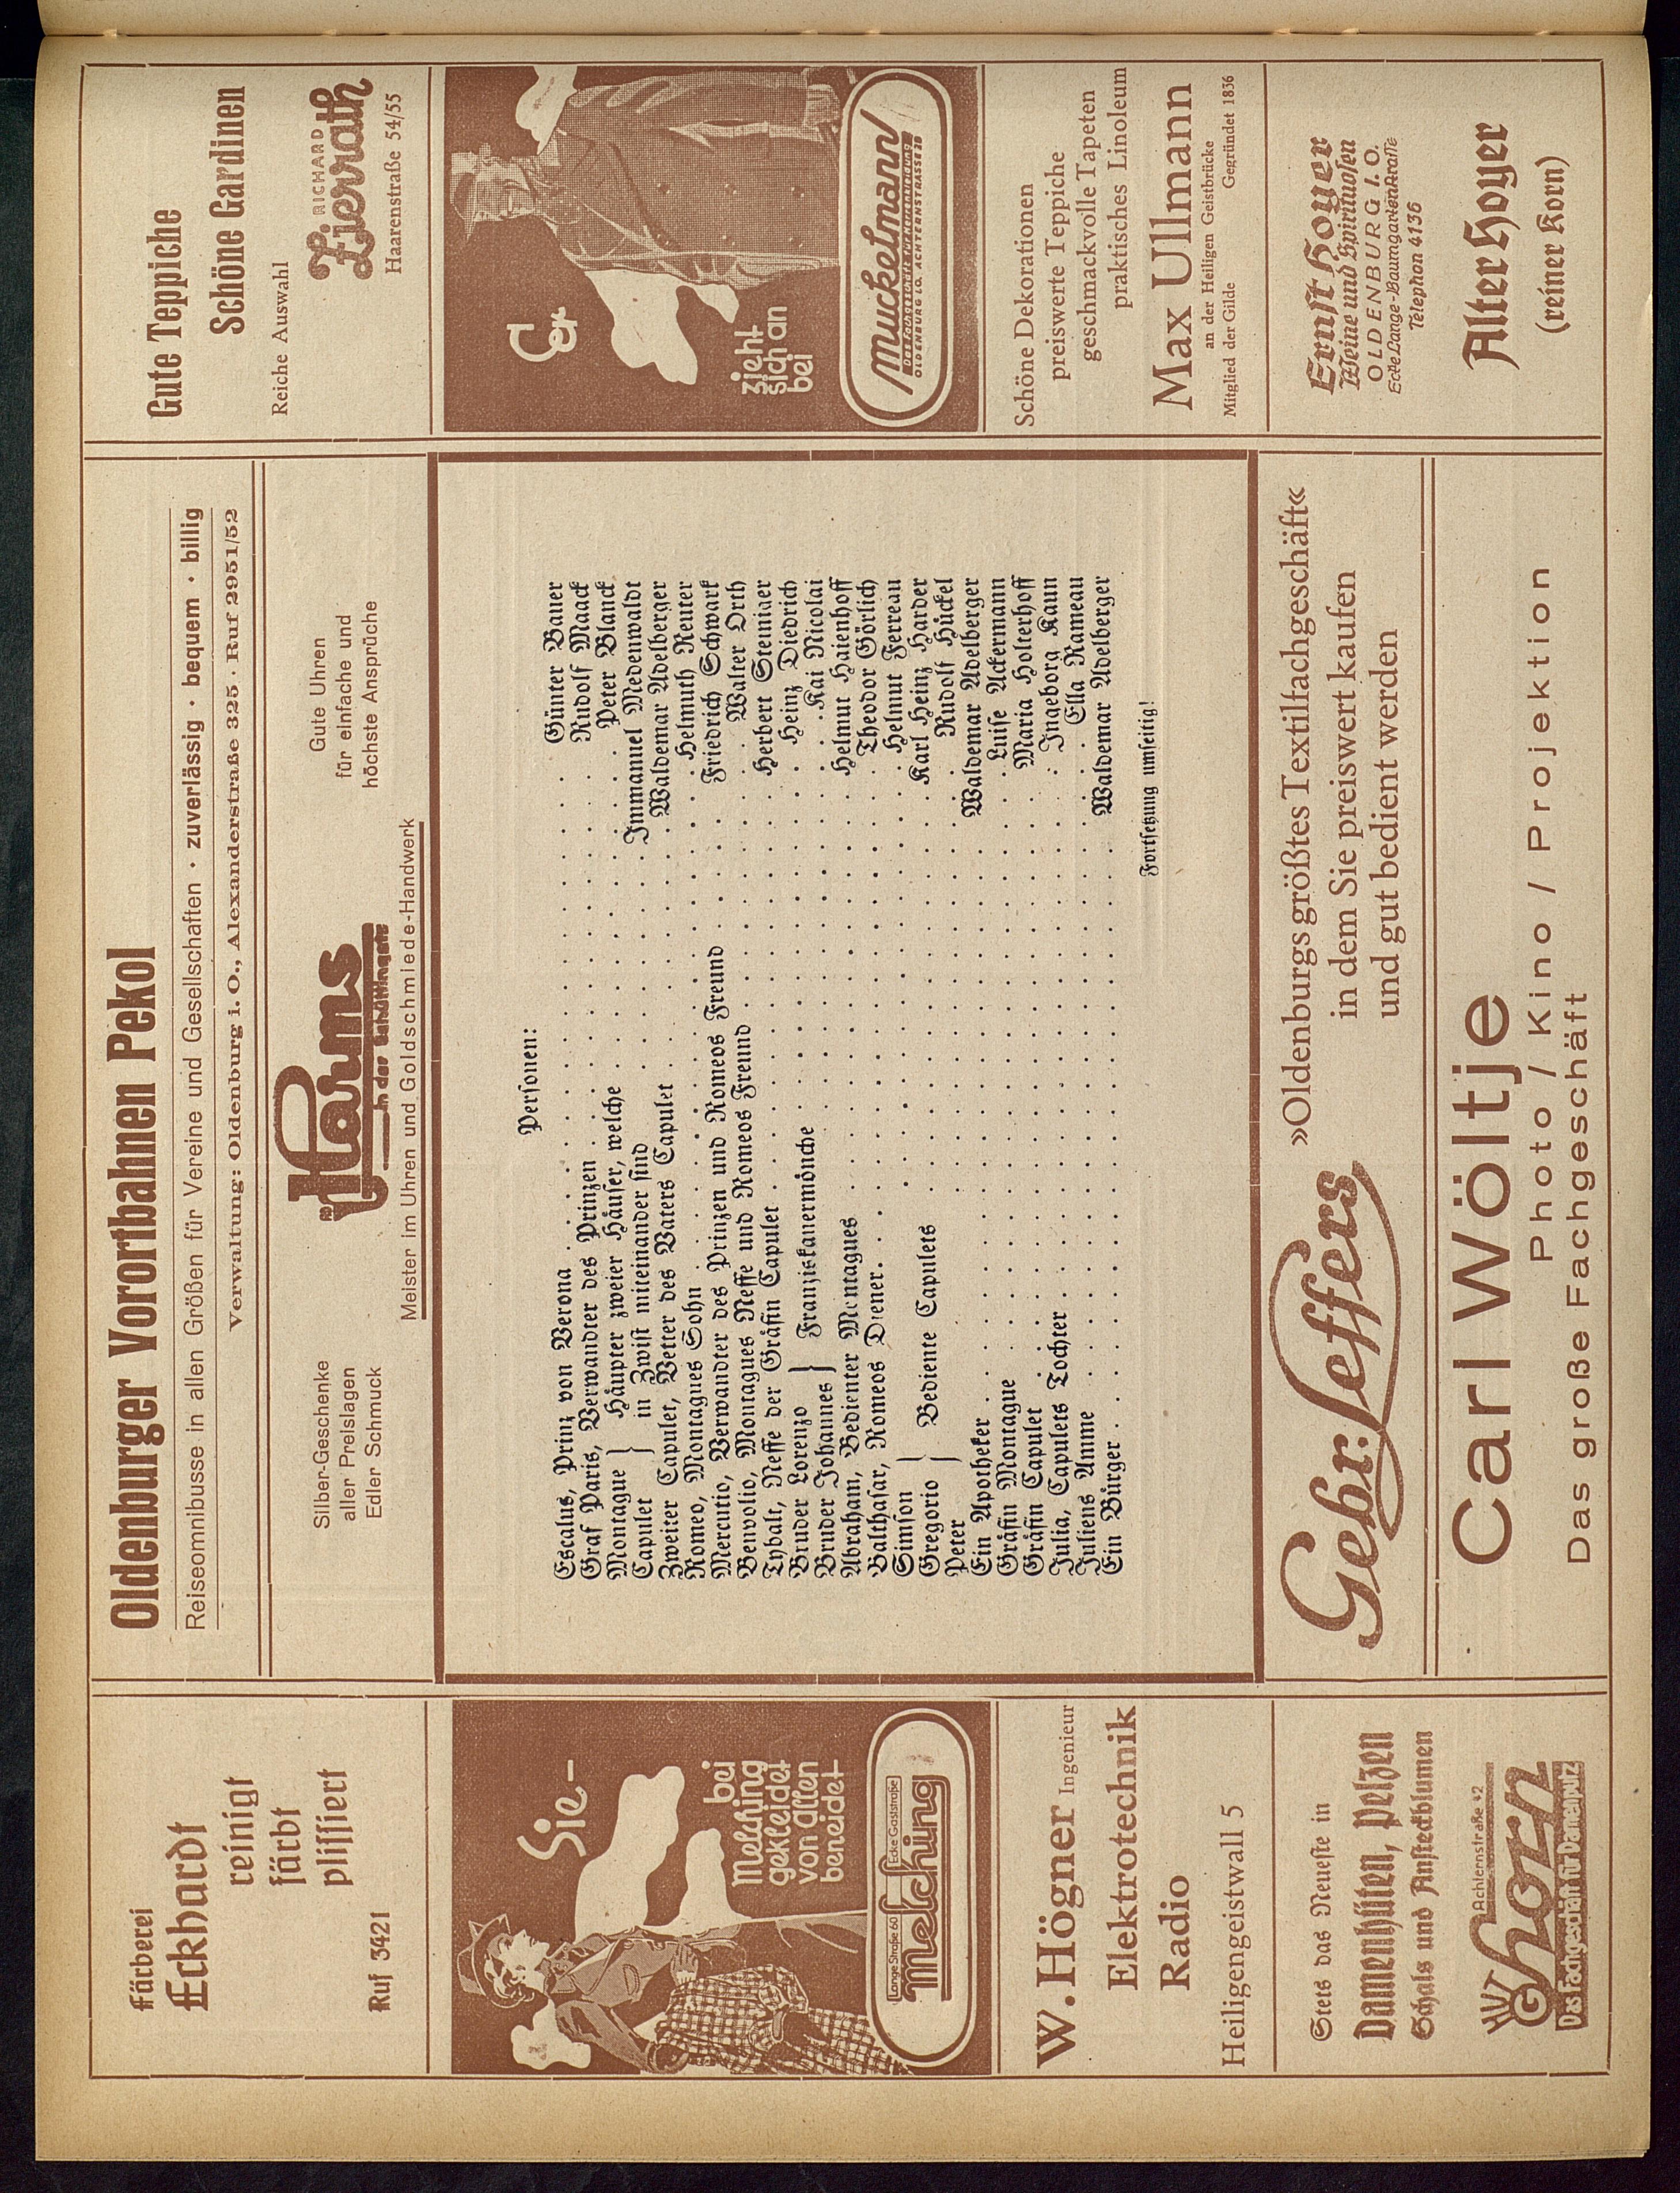 Färberei
Eckhardt
reinigt
färbt
plissiert
Ruf 3421
Oldenburger Vorortbahnen Pekol
Reiseomnibusse in allen Größen für Vereine und Gesellschaften · zuverlässig · bequem · billig
Verwaltung: Oldenburg i. O., Alexanderstraße 325 · Ruf 2951/52
Silber-Geschenke
aller Preislagen
Edler Schmuck
Harms
in der Schüttingstr
Meister im Uhren und Goldschmiede-Handwerk
Gute Uhren
für einfache und
höchste Ansprüche
Gute Teppiche
Schöne Gardinen
Reiche Auswahl
RICHARD
Zierrath
Haarenstraße 54/55
Sie-
bei
Melching
gekleidet
von allen
beneidet
Lange Straße 60 Ecke Gaststraße
Melching
Personen:
Escalus, Prinz von Verona . . . Günter Bauer
Graf Paris, Verwandter des Prinzen . . . Rudolf Maack
Montague } Häupter zweier Häuser, welche . . . Peter Blanck
Capulet } in Zwist miteinander sind . . . Immanuel Medenwaldt
Zweiter Capulet, Vetter des Vaters Capulet . . . Waldemar Adelberger
Romeo, Montagues Sohn . . . Helmuth Reuter
Mercutio, Verwandter des Prinzen und Romeos Freund . . . Friedrich Schwark
Benvolio, Montagues Neffe und Romeos Freund . . . Walter Orth
Tybalt, Neffe der Gräfin Capulet . . . Herbert Steiniger
Bruder Lorenzo } Franziskanermönche . . . Heinz Diedrich
Bruder Johannes } . . . Kai Nicolai
Abraham, Bedienter Montagues . . . Helmut Haienhoff
Balthasar, Romeos Diener . . . Theodor Görlich
Simson } . . . Helmut Ferreau
Gregorio } Bediente Capulets . . . Karl Heinz Harder
Peter } . . . Rudolf Hückel
Ein Apotheker . . . Waldemar Adelberger
Gräfin Montague . . . Luise Ackermann
Gräfin Capulet . . . Maria Holterhoff
Julia, Capulets Tochter . . . Ingeborg Kaun
Juliens Amme . . . Ella Rameau
Ein Bürger . . . Waldemar Adelberger
Fortsetzung umseitig!
Er
zieht
sich an
bei
Muckelmann
DAS FACHGESCHÄFT FÜR HERRENKLEIDUNG
OLDENBURG I.O. ACHTERNSTRASSE 28
W. Högner Ingenieur
Elektrotechnik
Radio
Heiligengeistwall 5
Schöne Dekorationen
preiswerte Teppiche
geschmackvolle Tapeten
praktisches Linoleum
Max Ullmann
an der Heiligen Geistbrücke
Mitglied der Gilde Gegründet 1836
Stets das Neueste in
Damenhüten, Pelzen
Schals und Ansteckblumen
Achternstraße 42
WG horn
Das Fachgeschäft für Damenputz
Gebr. Leffers
»Oldenburgs größtes Textilfachgeschäft«
in dem Sie preiswert kaufen
und gut bedient werden
Carl Wöltje
Photo / Kino / Projektion
Das große Fachgeschäft
Ernst Hoyer
Weine und Spirituosen
OLDENBURG I.O.
Ecke Lange-Baumgartenstraße
Telephon 4136
Alter Hoyer
(reiner Korn)